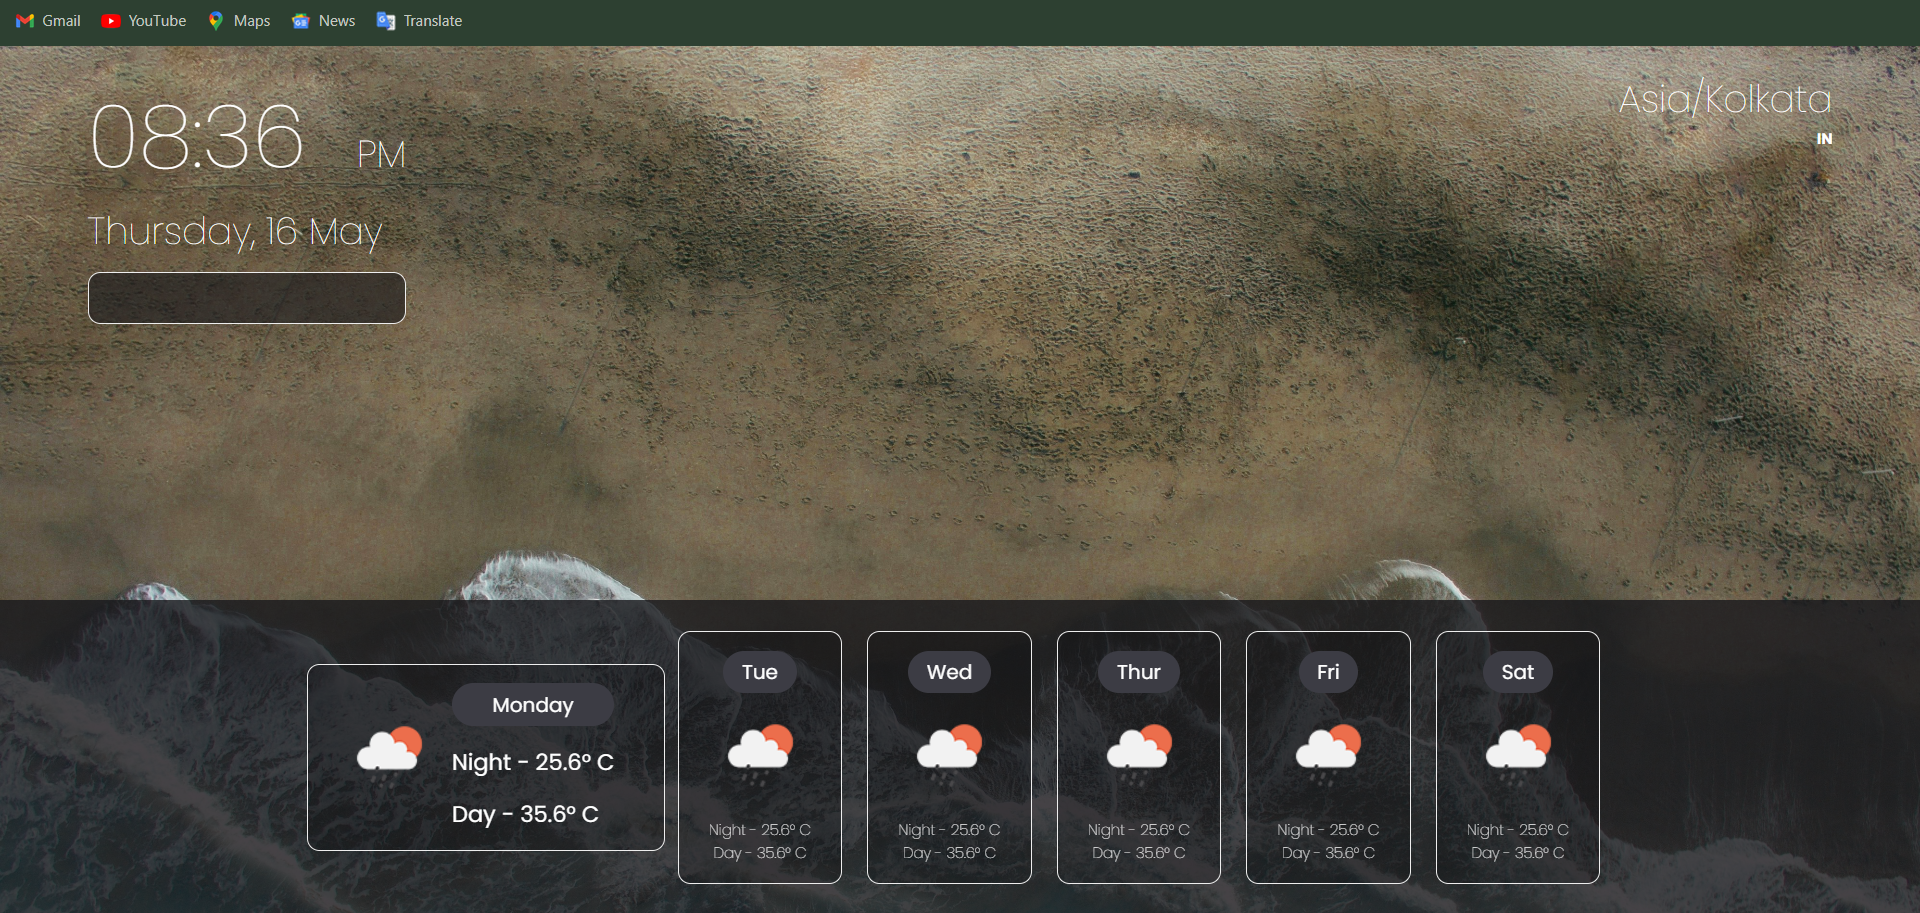 Gmail YouTube Maps News Translate
08:36 PM
Thursday, 16 May
Asia/Kolkata
IN
Monday
Night - 25.6° C
Day - 35.6° C
Tue
Night - 25.6° C
Day - 35.6° C
Wed
Night - 25.6° C
Day - 35.6° C
Thur
Night - 25.6° C
Day - 35.6° C
Fri
Night - 25.6° C
Day - 35.6° C
Sat
Night - 25.6° C
Day - 35.6° C